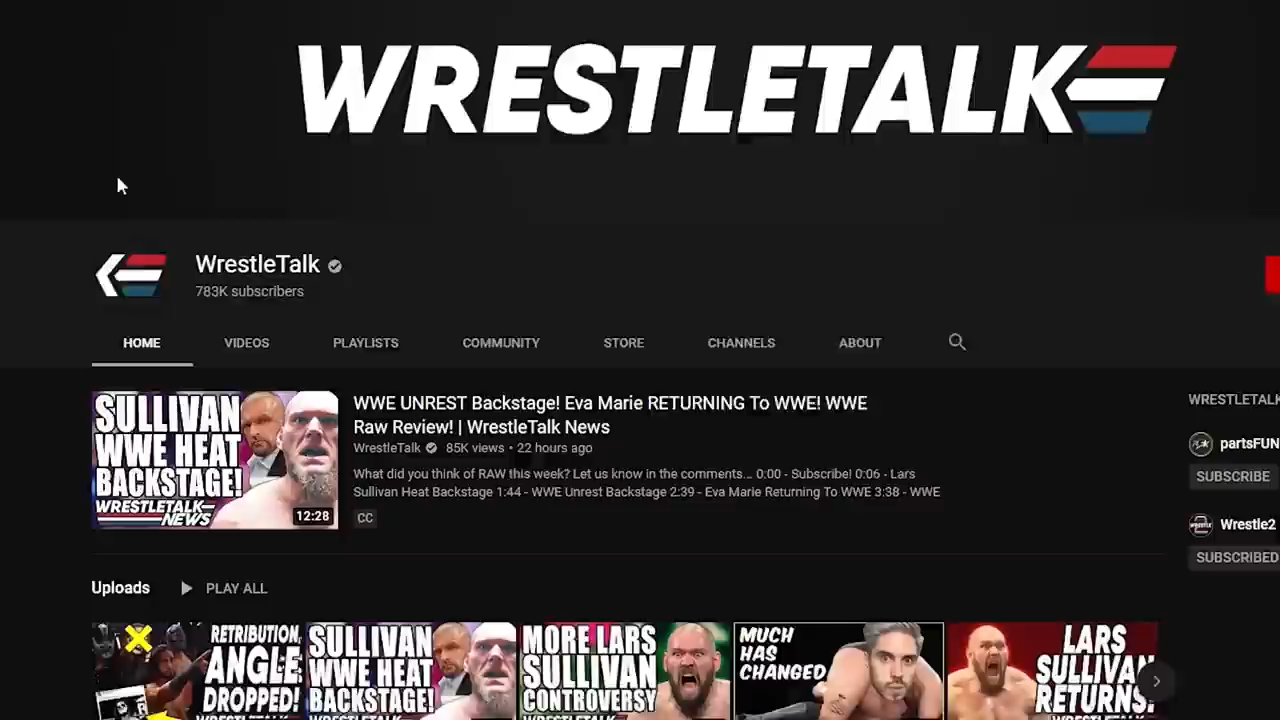 WRESTLETALK
WrestleTalk
783K subscribers
HOME
VIDEOS
PLAYLISTS
COMMUNITY
STORE
CHANNELS
ABOUT
SULLIVAN
WWE HEAT
BACKSTAGE!
WRESTLETALK
NEWS
12:28
WWE UNREST Backstage! Eva Marie RETURNING To WWE! WWE
Raw Review! | WrestleTalk News
WrestleTalk 85K views • 22 hours ago
What did you think of RAW this week? Let us know in the comments... 0:00 - Subscribe! 0:06 - Lars
Sullivan Heat Backstage 1:44 - WWE Unrest Backstage 2:39 - Eva Marie Returning To WWE 3:38 - WWE
CC
WRESTLETALK
partsFUN
SUBSCRIBE
Wrestle2
SUBSCRIBED
Uploads
PLAY ALL
RETRIBUTION
ANGLE
DROPPED!
SULLIVAN
WWE HEAT
BACKSTAGE!
MORE LARS
SULLIVAN
CONTROVERSY
MUCH
HAS
CHANGED
LARS
SULLIVAN
RETURNS!